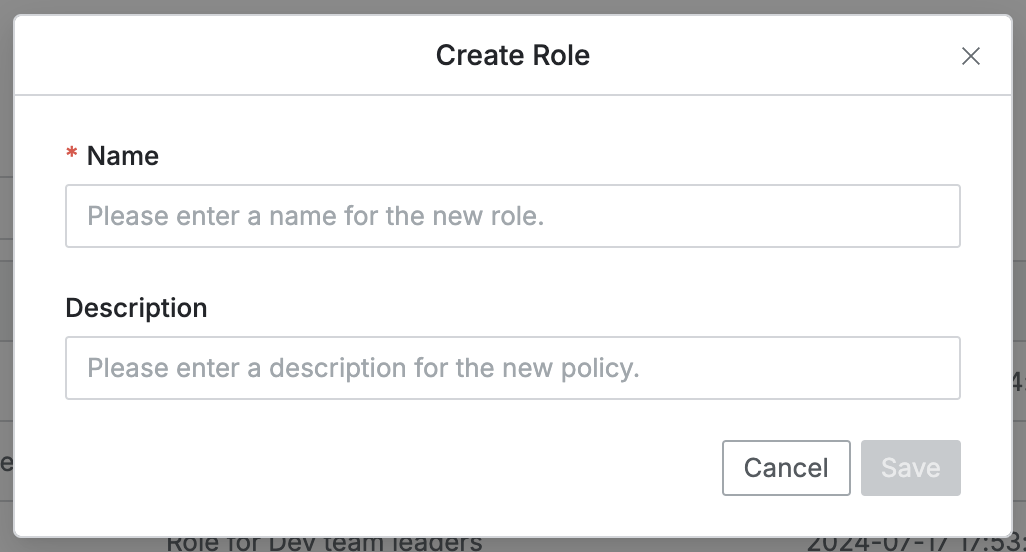 Create Role
* Name
Please enter a name for the new role.
Description
Please enter a description for the new policy.
4:
e
Cancel Save
Role for Dev team leaders 2024-07-17 17:53: